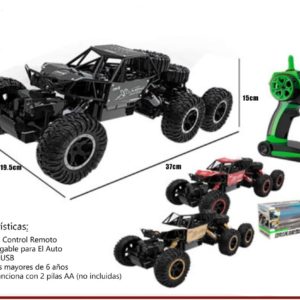 15cm
19.5cm
37cm
ísticas;
Control Remoto
gable para El Auto
USB
s mayores de 6 años
unciona con 2 pilas AA (no incluidas)